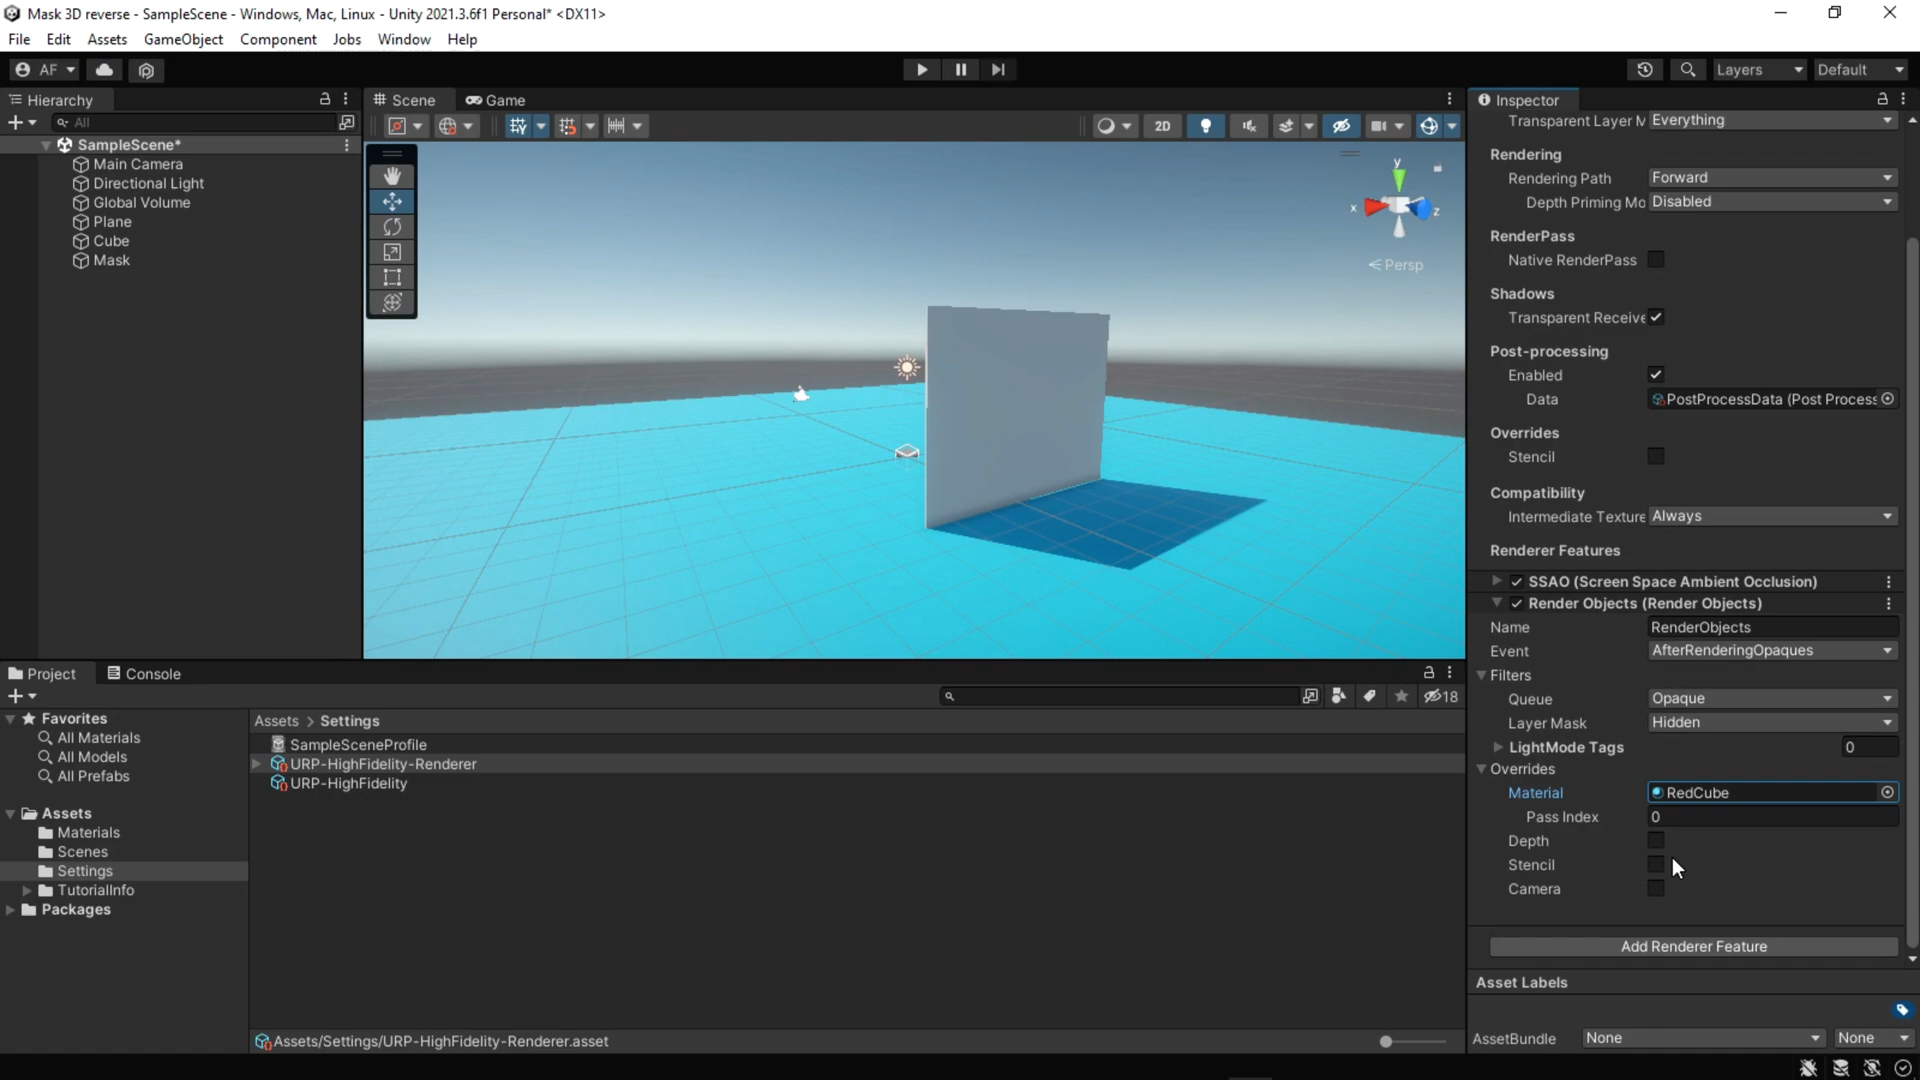 Mask 3D reverse - SampleScene - Windows, Mac, Linux - Unity 2021.3.6f1 Personal* <DX11>
File Edit Assets GameObject Component Jobs Window Help
AF
Layers Default
Hierarchy
All
SampleScene*
Main Camera
Directional Light
Global Volume
Plane
Cube
Mask
Scene Game
2D
y
x
z
Persp
Inspector
Transparent Layer M Everything
Rendering
Rendering Path Forward
Depth Priming Mo Disabled
RenderPass
Native RenderPass
Shadows
Transparent Receive
Post-processing
Enabled
Data PostProcessData (Post Process
Overrides
Stencil
Compatibility
Intermediate Texture Always
Renderer Features
SSAO (Screen Space Ambient Occlusion)
Render Objects (Render Objects)
Name RenderObjects
Event AfterRenderingOpaques
Filters
Queue Opaque
Layer Mask Hidden
LightMode Tags 0
Overrides
Material RedCube
Pass Index 0
Depth
Stencil
Camera
Add Renderer Feature
Asset Labels
AssetBundle None None
Project Console
18
Favorites
All Materials
All Models
All Prefabs
Assets
Materials
Scenes
Settings
TutorialInfo
Packages
Assets > Settings
SampleSceneProfile
URP-HighFidelity-Renderer
URP-HighFidelity
Assets/Settings/URP-HighFidelity-Renderer.asset